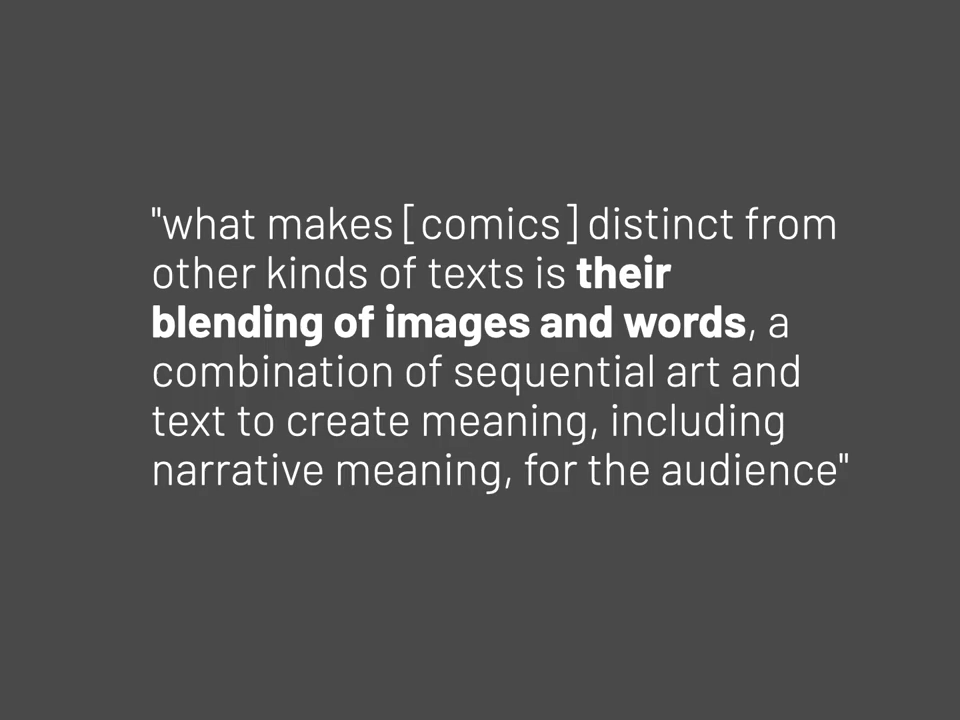 "what makes [comics] distinct from
other kinds of texts is their
blending of images and words, a
combination of sequential art and
text to create meaning, including
narrative meaning, for the audience"